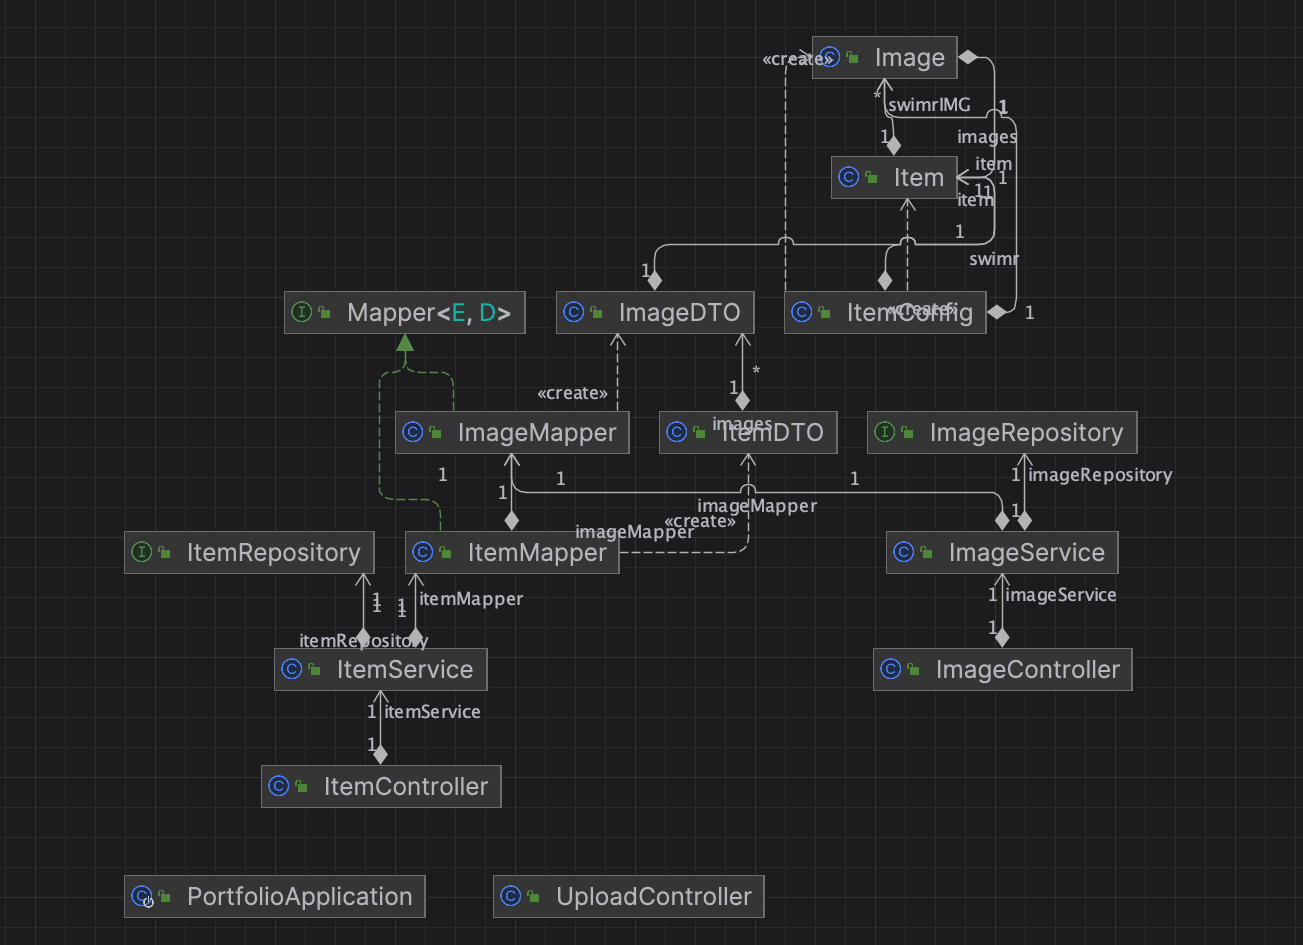 «create»
C Image
* swimrIMG 1
1 images
C Item
item
1
11
item
1
swimr
1
I Mapper<E, D>
C ImageDTO
C ItemConfig
«create»
1
*
1
«create»
images
C ImageMapper
C ItemDTO
I ImageRepository
1 1 1
1 imageRepository
1
imageMapper
1
«create»
imageMapper
I ItemRepository
C ItemMapper
C ImageService
1 1 itemMapper
1 1
1 imageService
1
itemRepository
C ItemService
C ImageController
1 itemService
1
C ItemController
C PortfolioApplication
C UploadController